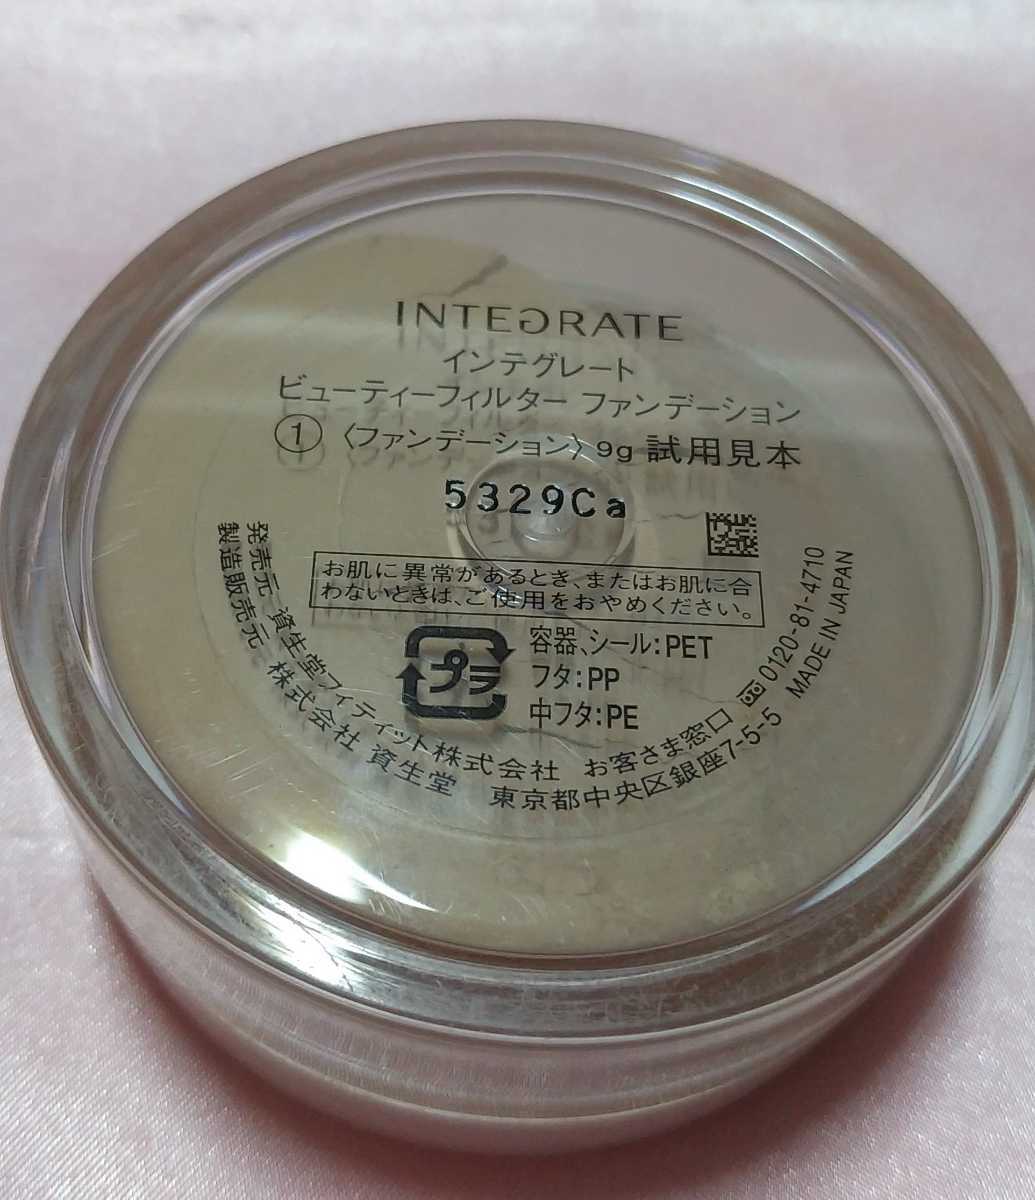 INTEGRATE
インテグレート
ビューティーフィルター ファンデーション
① 〈ファンデーション〉 9g 試用見本
5329Ca
お肌に異常があるとき、またはお肌に合
わないときは、ご使用をおやめください。
プラ
容器、シール:PET
フタ:PP
中フタ:PE
発売元 資生堂フィティット株式会社 お客さま窓口 0120-81-4710
製造販売元 株式会社 資生堂 東京都中央区銀座7-5-5 MADE IN JAPAN